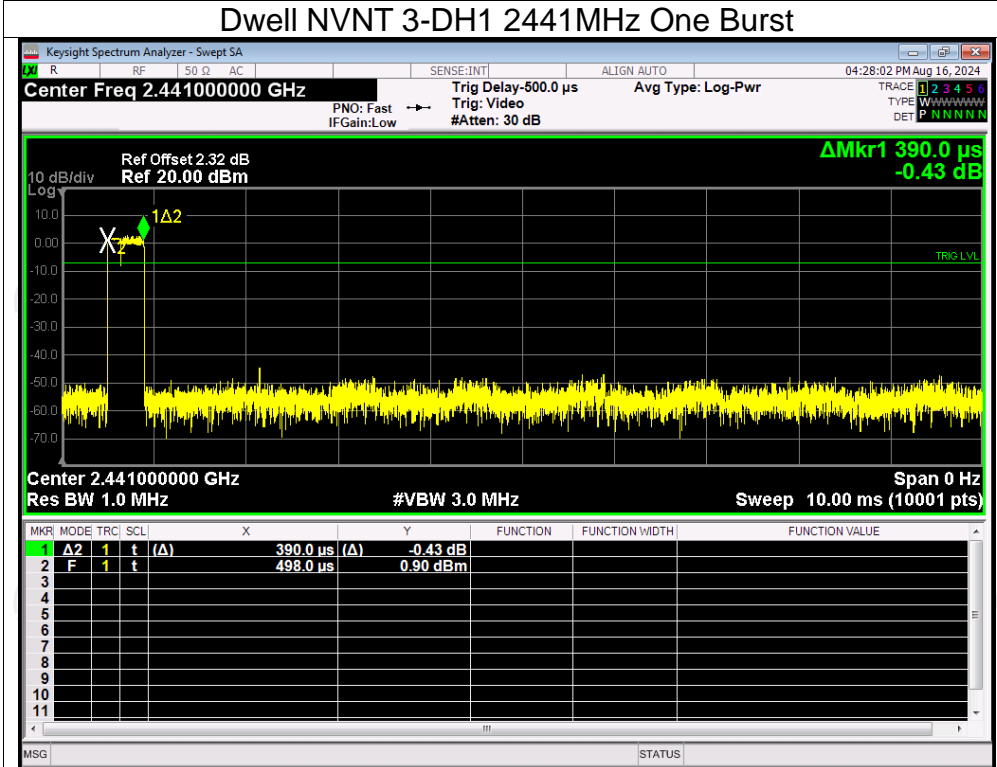 Dwell NVNT 3-DH1 2441MHz One Burst
Keysight Spectrum Analyzer - Swept SA
LXI R RF 50 Ω AC SENSE:INT ALIGN AUTO 04:28:02 PM Aug 16, 2024
Center Freq 2.441000000 GHz Trig Delay-500.0 µs Avg Type: Log-Pwr TRACE 1 2 3 4 5 6
PNO: Fast Trig: Video TYPE WWWWWW
IFGain:Low #Atten: 30 dB DET P N N N N N
ΔMkr1 390.0 µs
-0.43 dB
Ref Offset 2.32 dB
10 dB/div Ref 20.00 dBm
Log
10.0
0.00
-10.0
-20.0
-30.0
-40.0
-50.0
-60.0
-70.0
1Δ2
2
TRIG LVL
Center 2.441000000 GHz Span 0 Hz
Res BW 1.0 MHz #VBW 3.0 MHz Sweep 10.00 ms (10001 pts)
MKR MODE TRC SCL X Y FUNCTION FUNCTION WIDTH FUNCTION VALUE
1 Δ2 1 t (Δ) 390.0 µs (Δ) -0.43 dB
2 F 1 t 498.0 µs 0.90 dBm
3
4
5
6
7
8
9
10
11
MSG STATUS